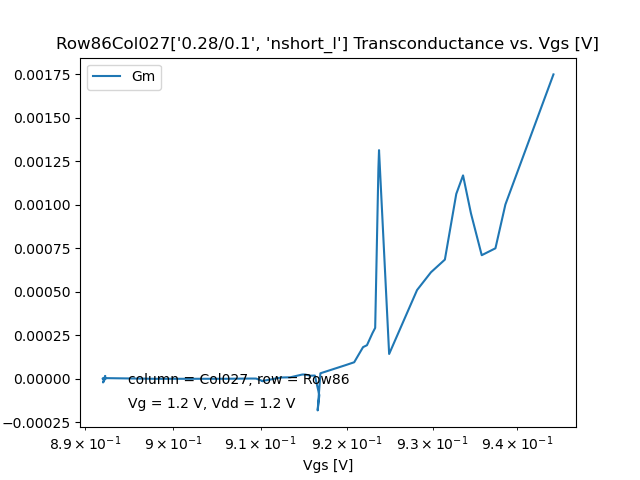 Row86Col027['0.28/0.1', 'nshort_l'] Transconductance vs. Vgs [V]
Gm
0.00175
0.00150
0.00125
0.00100
0.00075
0.00050
0.00025
0.00000
−0.00025
column = Col027, row = Row86
Vg = 1.2 V, Vdd = 1.2 V
8.9 × 10⁻¹ 9 × 10⁻¹ 9.1 × 10⁻¹ 9.2 × 10⁻¹ 9.3 × 10⁻¹ 9.4 × 10⁻¹
Vgs [V]